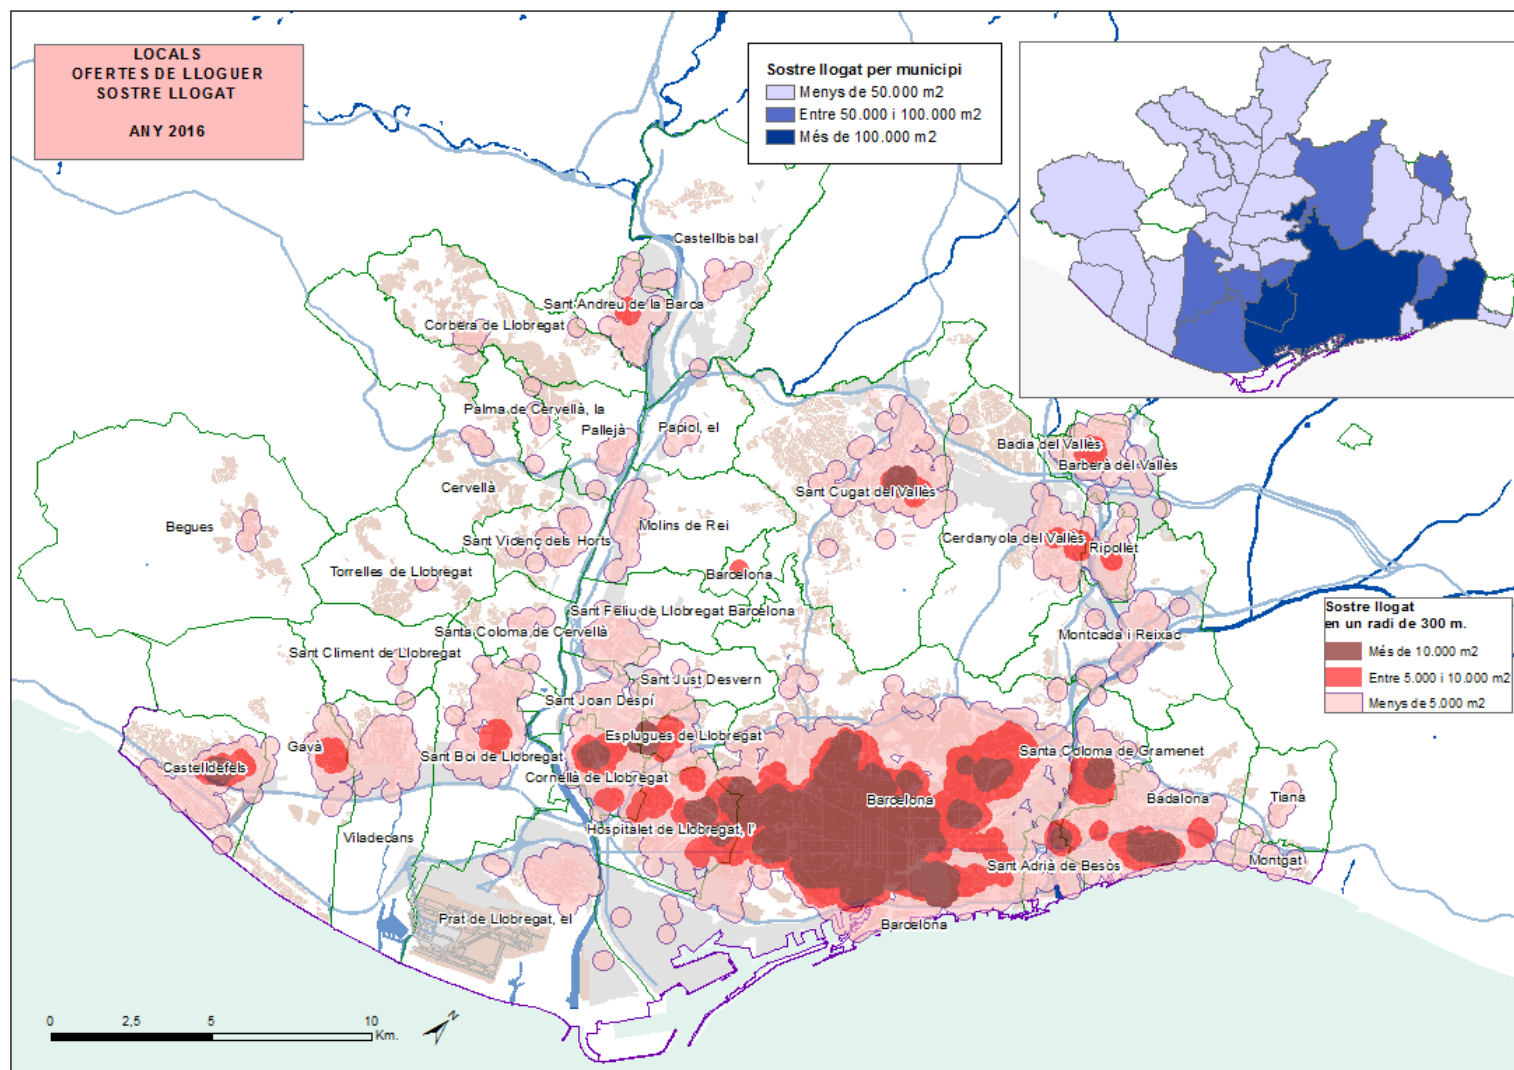 LOCALS
OFERTES DE LLOGUER
SOSTRE LLOGAT
ANY 2016
Sostre llogat per municipi
Menys de 50.000 m2
Entre 50.000 i 100.000 m2
Més de 100.000 m2
Castellbisbal
Sant Andreu de la Barca
Corbera de Llobregat
Palma de Cervellà, la
Pallejà
Papiol, el
Badia del Vallès
Barberà del Vallès
Sant Cugat del Vallès
Cervellà
Begues
Molins de Rei
Sant Vicenç dels Horts
Cerdanyola del Vallès
Ripollet
Torrelles de Llobregat
Barcelona
Sant Feliu de Llobregat Barcelona
Santa Coloma de Cervellà
Montcada i Reixac
Sostre llogat
en un radi de 300 m.
Més de 10.000 m2
Entre 5.000 i 10.000 m2
Menys de 5.000 m2
Sant Climent de Llobregat
Sant Just Desvern
Sant Joan Despí
Gavà
Sant Boi de Llobregat
Esplugues de Llobregat
Santa Coloma de Gramenet
Castelldefels
Cornellà de Llobregat
Barcelona
Badalona
Tiana
Viladecans
Hospitalet de Llobregat, l'
Sant Adrià de Besòs
Montgat
Prat de Llobregat, el
Barcelona
0 2,5 5 10
Km.
N